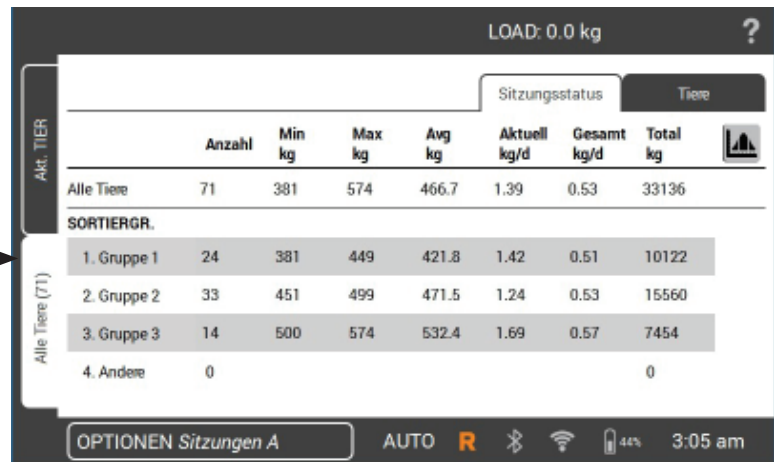 LOAD: 0.0 kg ?
Sitzungsstatus Tiere
Akt. TIER
Anzahl Min kg Max kg Avg kg Aktuell kg/d Gesamt kg/d Total kg
Alle Tiere 71 381 574 466.7 1.39 0.53 33136
SORTIERGR.
1. Gruppe 1 24 381 449 421.8 1.42 0.51 10122
Alle Tiere (71)
2. Gruppe 2 33 451 499 471.5 1.24 0.53 15560
3. Gruppe 3 14 500 574 532.4 1.69 0.57 7454
4. Andere 0 0
OPTIONEN Sitzungen A AUTO R 44% 3:05 am